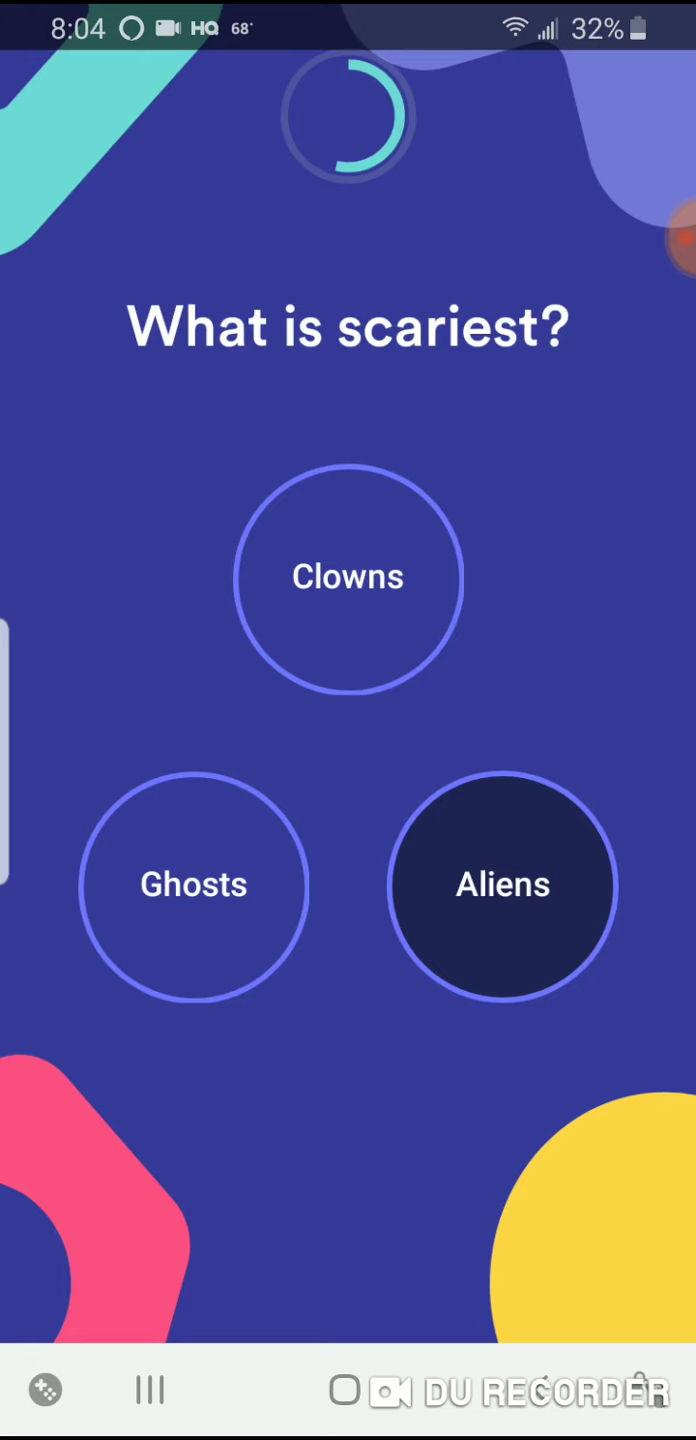 8:04 HQ 68° 32%
What is scariest?
Clowns
Ghosts Aliens
DU RECORDER